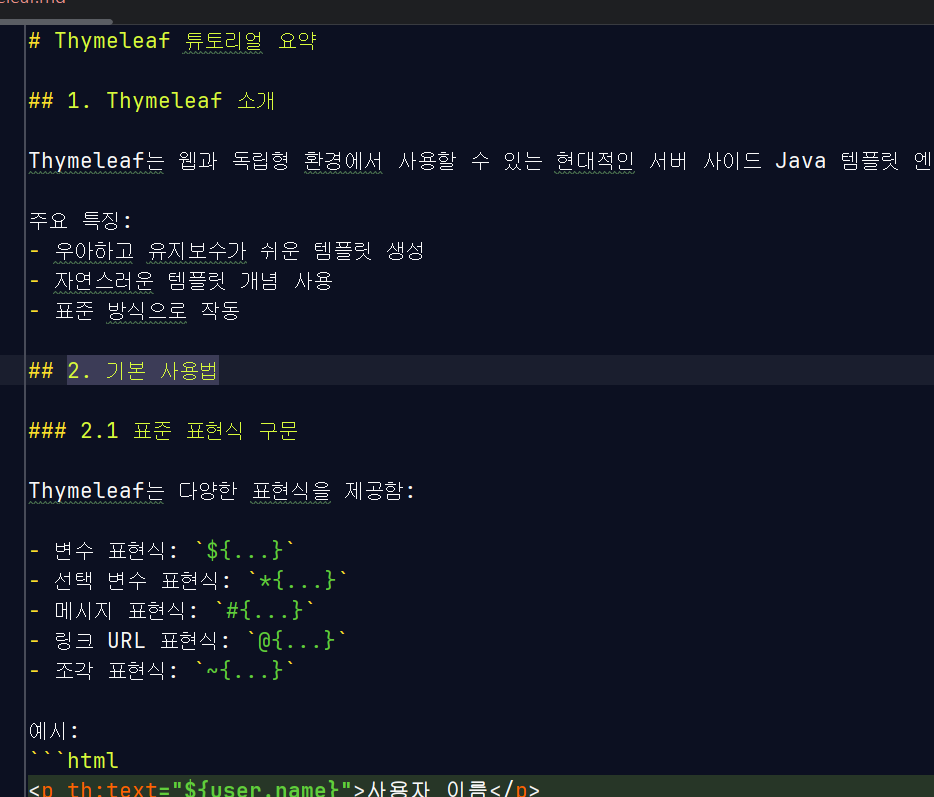 eleaf.md
# Thymeleaf 튜토리얼 요약
## 1. Thymeleaf 소개
Thymeleaf는 웹과 독립형 환경에서 사용할 수 있는 현대적인 서버 사이드 Java 템플릿 엔
주요 특징:
- 우아하고 유지보수가 쉬운 템플릿 생성
- 자연스러운 템플릿 개념 사용
- 표준 방식으로 작동
## 2. 기본 사용법
### 2.1 표준 표현식 구문
Thymeleaf는 다양한 표현식을 제공함:
- 변수 표현식: `${...}`
- 선택 변수 표현식: `*{...}`
- 메시지 표현식: `#{...}`
- 링크 URL 표현식: `@{...}`
- 조각 표현식: `~{...}`
예시:
```html
<p th:text="${user.name}">사용자 이름</p>